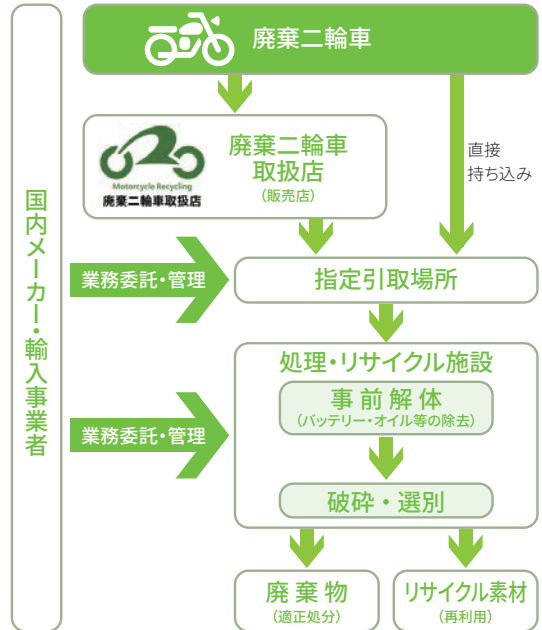 廃棄二輪車
廃棄二輪車
取扱店
（販売店）
Motorcycle Recycling
廃棄二輪車取扱店
直接
持ち込み
国内メーカー・輸入事業者
業務委託・管理
指定引取場所
処理・リサイクル施設
事前解体
（バッテリー・オイル等の除去）
業務委託・管理
破砕・選別
廃棄物
（適正処分）
リサイクル素材
（再利用）